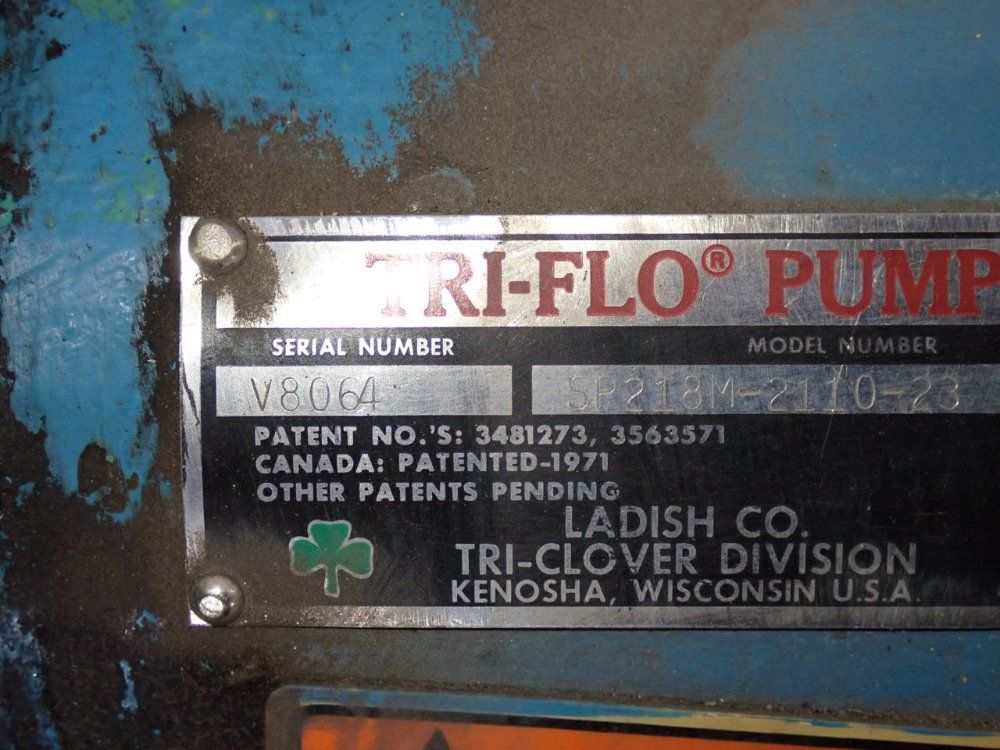 TRI-FLO® PUMP
SERIAL NUMBER MODEL NUMBER
V8064 SP218M-2110-23
PATENT NO.'S: 3481273, 3563571
CANADA: PATENTED-1971
OTHER PATENTS PENDING
LADISH CO.
TRI-CLOVER DIVISION
KENOSHA, WISCONSIN U.S.A.